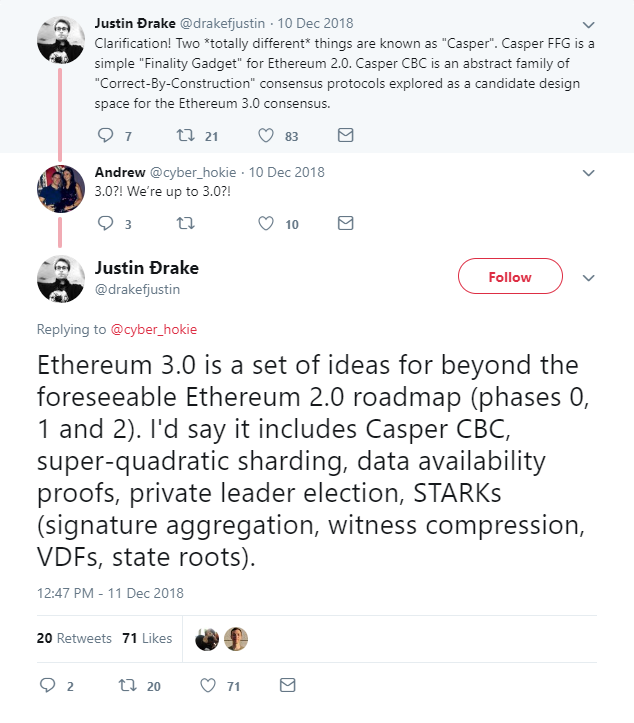 Justin Ðrake @drakefjustin · 10 Dec 2018
Clarification! Two *totally different* things are known as "Casper". Casper FFG is a
simple "Finality Gadget" for Ethereum 2.0. Casper CBC is an abstract family of
"Correct-By-Construction" consensus protocols explored as a candidate design
space for the Ethereum 3.0 consensus.
7 21 83
Andrew @cyber_hokie · 10 Dec 2018
3.0?! We’re up to 3.0?!
3 10
Justin Ðrake
@drakefjustin
Follow
Replying to @cyber_hokie
Ethereum 3.0 is a set of ideas for beyond the
foreseeable Ethereum 2.0 roadmap (phases 0,
1 and 2). I'd say it includes Casper CBC,
super-quadratic sharding, data availability
proofs, private leader election, STARKs
(signature aggregation, witness compression,
VDFs, state roots).
12:47 PM - 11 Dec 2018
20 Retweets 71 Likes
2 20 71